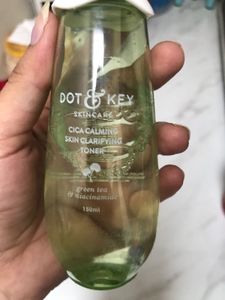 DOT & KEY
SKINCARE
CICA CALMING
SKIN CLARIFYING
TONER
green tea
& niacinamide
150ml